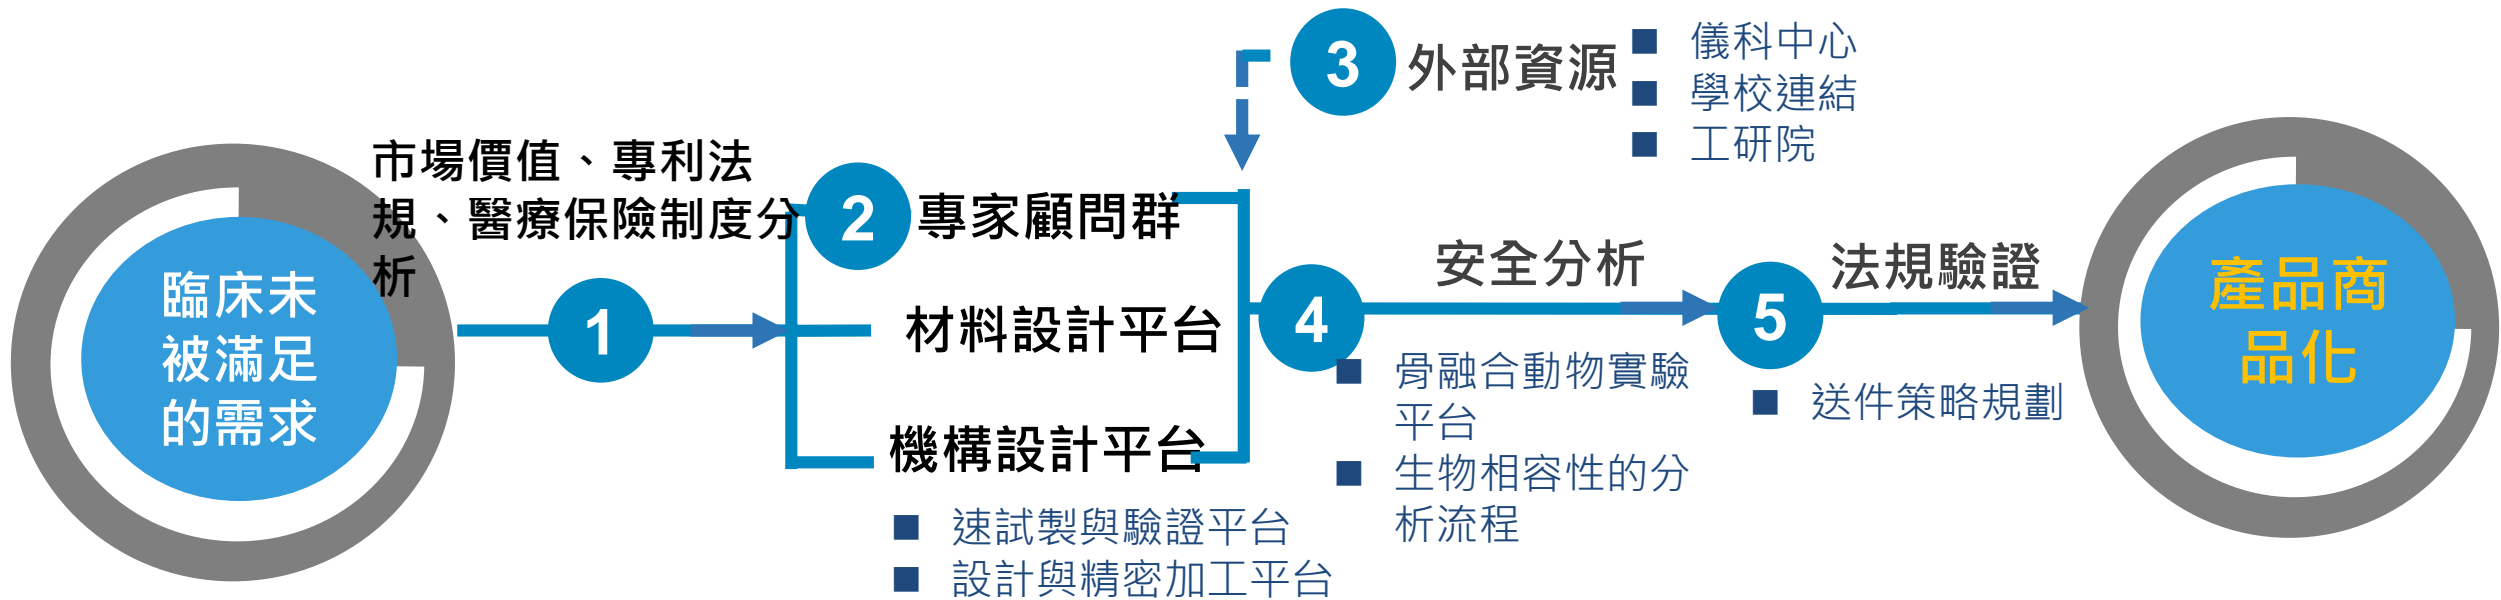 臨床未
被滿足
的需求
市場價值、專利法
規、醫療保險給付分
析
1
2
專家顧問群
材料設計平台
機構設計平台
速式製與驗證平台
設計與精密加工平台
3
外部資源
儀科中心
學校連結
工研院
4
安全分析
骨融合動物實驗
平台
生物相容性的分
析流程
5
法規驗證
送件策略規劃
產品商
品化